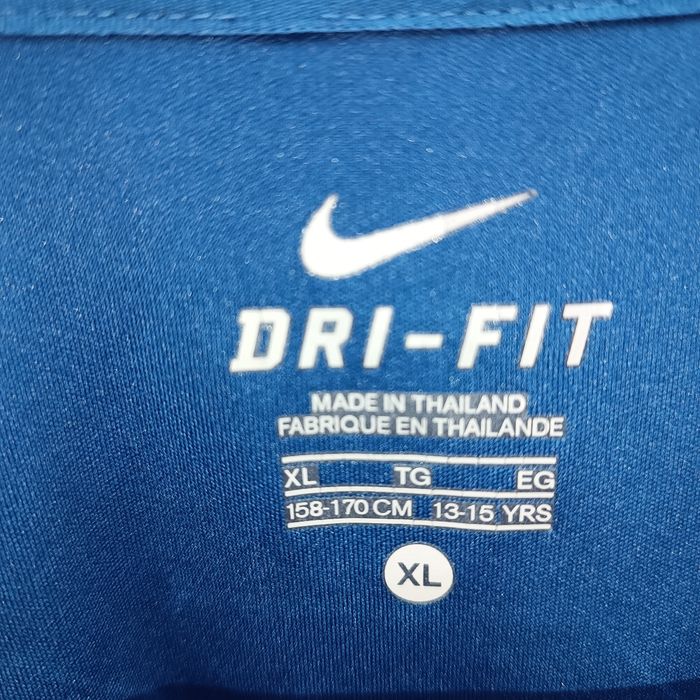 DRI-FIT
MADE IN THAILAND
FABRIQUE EN THAILANDE
XL TG EG
158-170 CM 13-15 YRS
XL